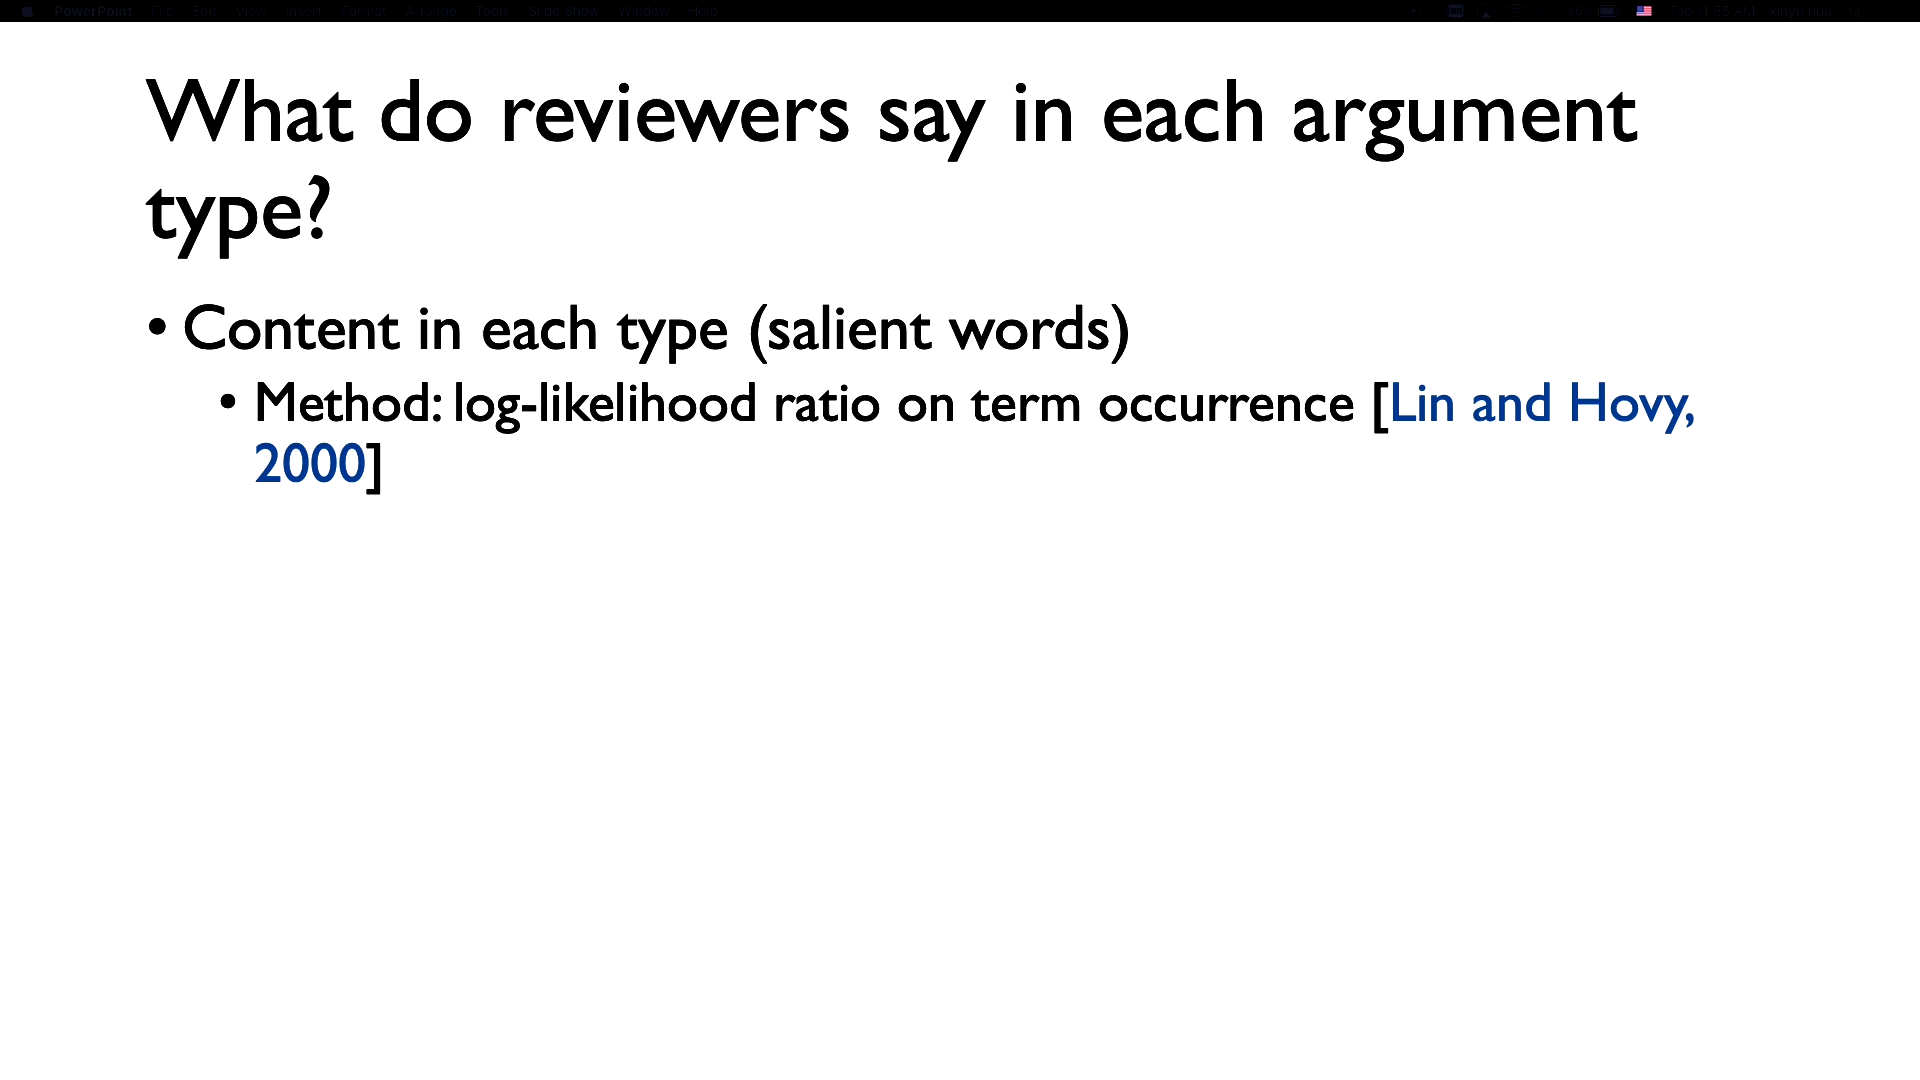 PowerPoint File Edit View Insert Format Arrange Tools Slide Show Window Help
What do reviewers say in each argument
type?
• Content in each type (salient words)
• Method: log-likelihood ratio on term occurrence [Lin and Hovy,
2000]